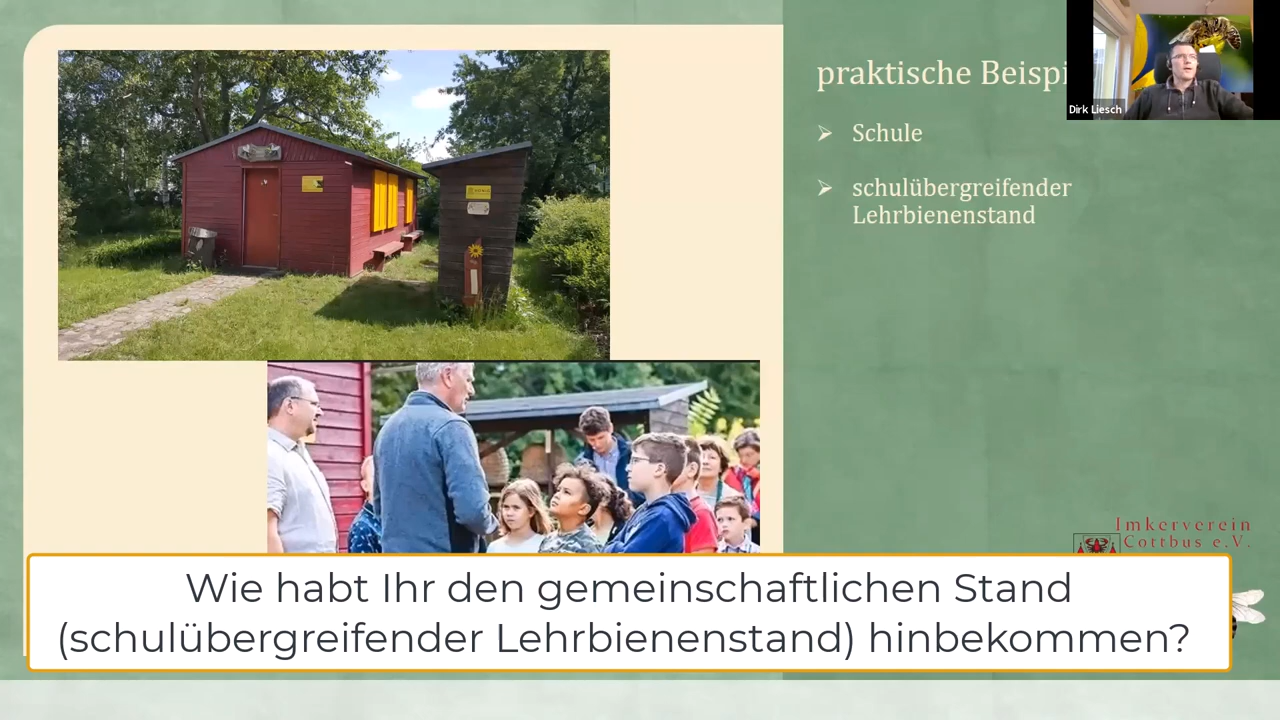 praktische Beispi
Dirk Liesch
➢ Schule
➢ schulübergreifender
Lehrbienenstand
Imkerverein
Cottbus e.V.
Wie habt Ihr den gemeinschaftlichen Stand
(schulübergreifender Lehrbienenstand) hinbekommen?